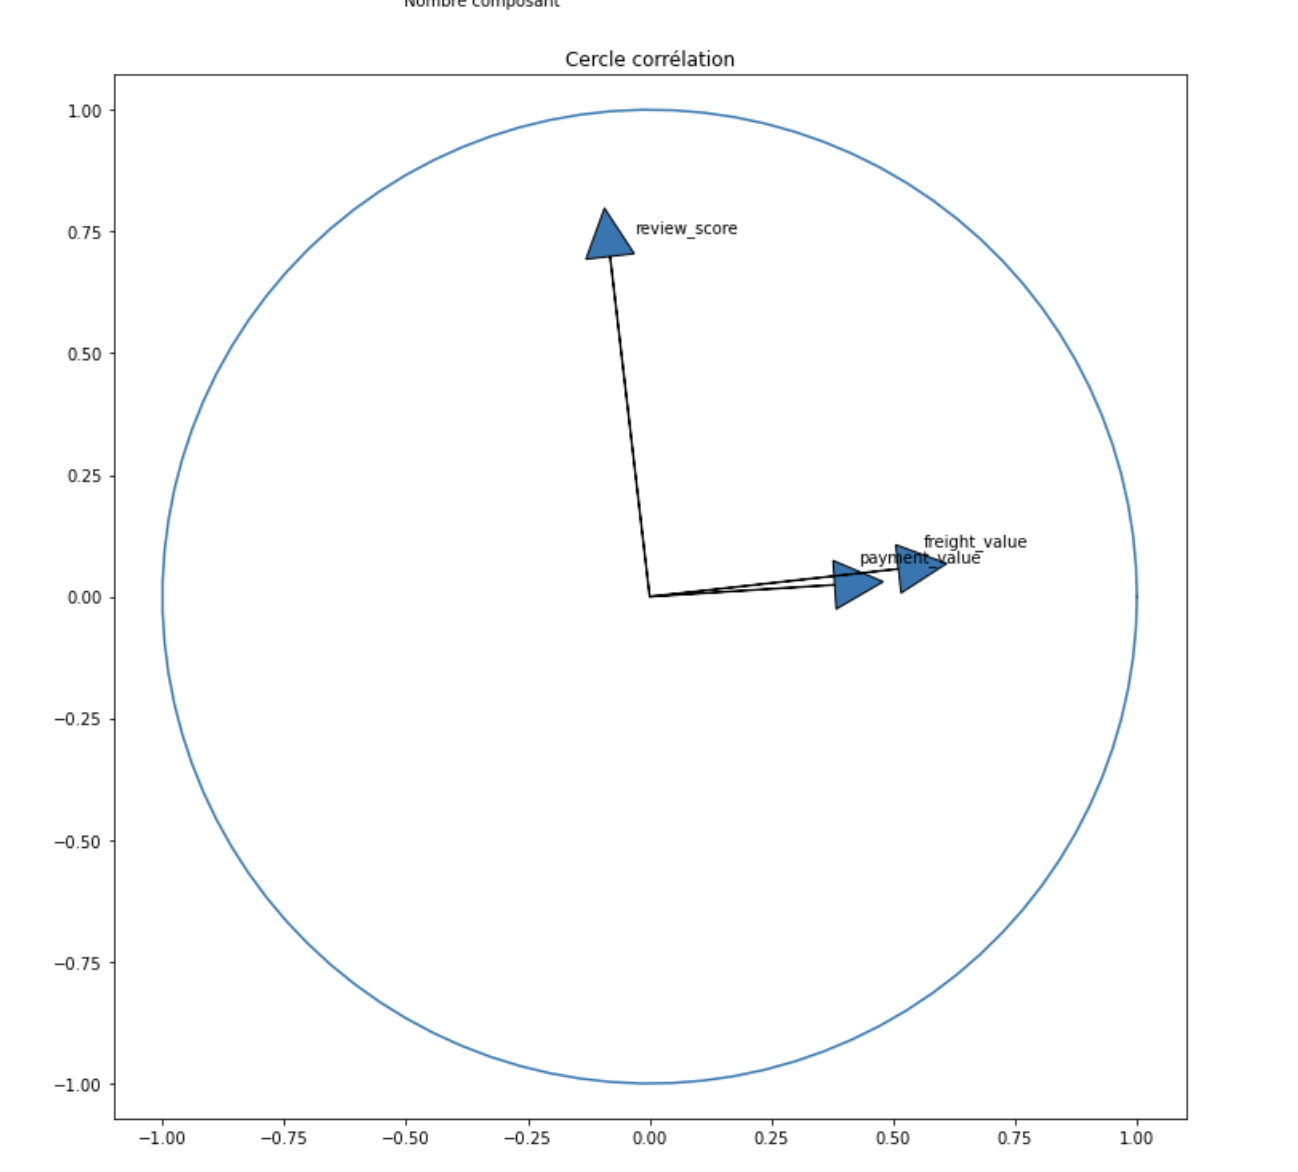 Nombre composant
Cercle corrélation
1.00
0.75
0.50
0.25
0.00
−0.25
−0.50
−0.75
−1.00
review_score
freight_value
payment_value
−1.00 −0.75 −0.50 −0.25 0.00 0.25 0.50 0.75 1.00